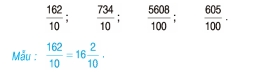 162/10 ; 734/10 ; 5608/100 ; 605/100 .
Mẫu : 162/10 = 16 2/10 .